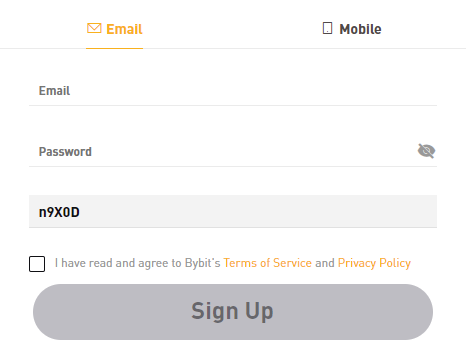 Email Mobile
Email
Password
n9X0D
I have read and agree to Bybit's Terms of Service and Privacy Policy
Sign Up